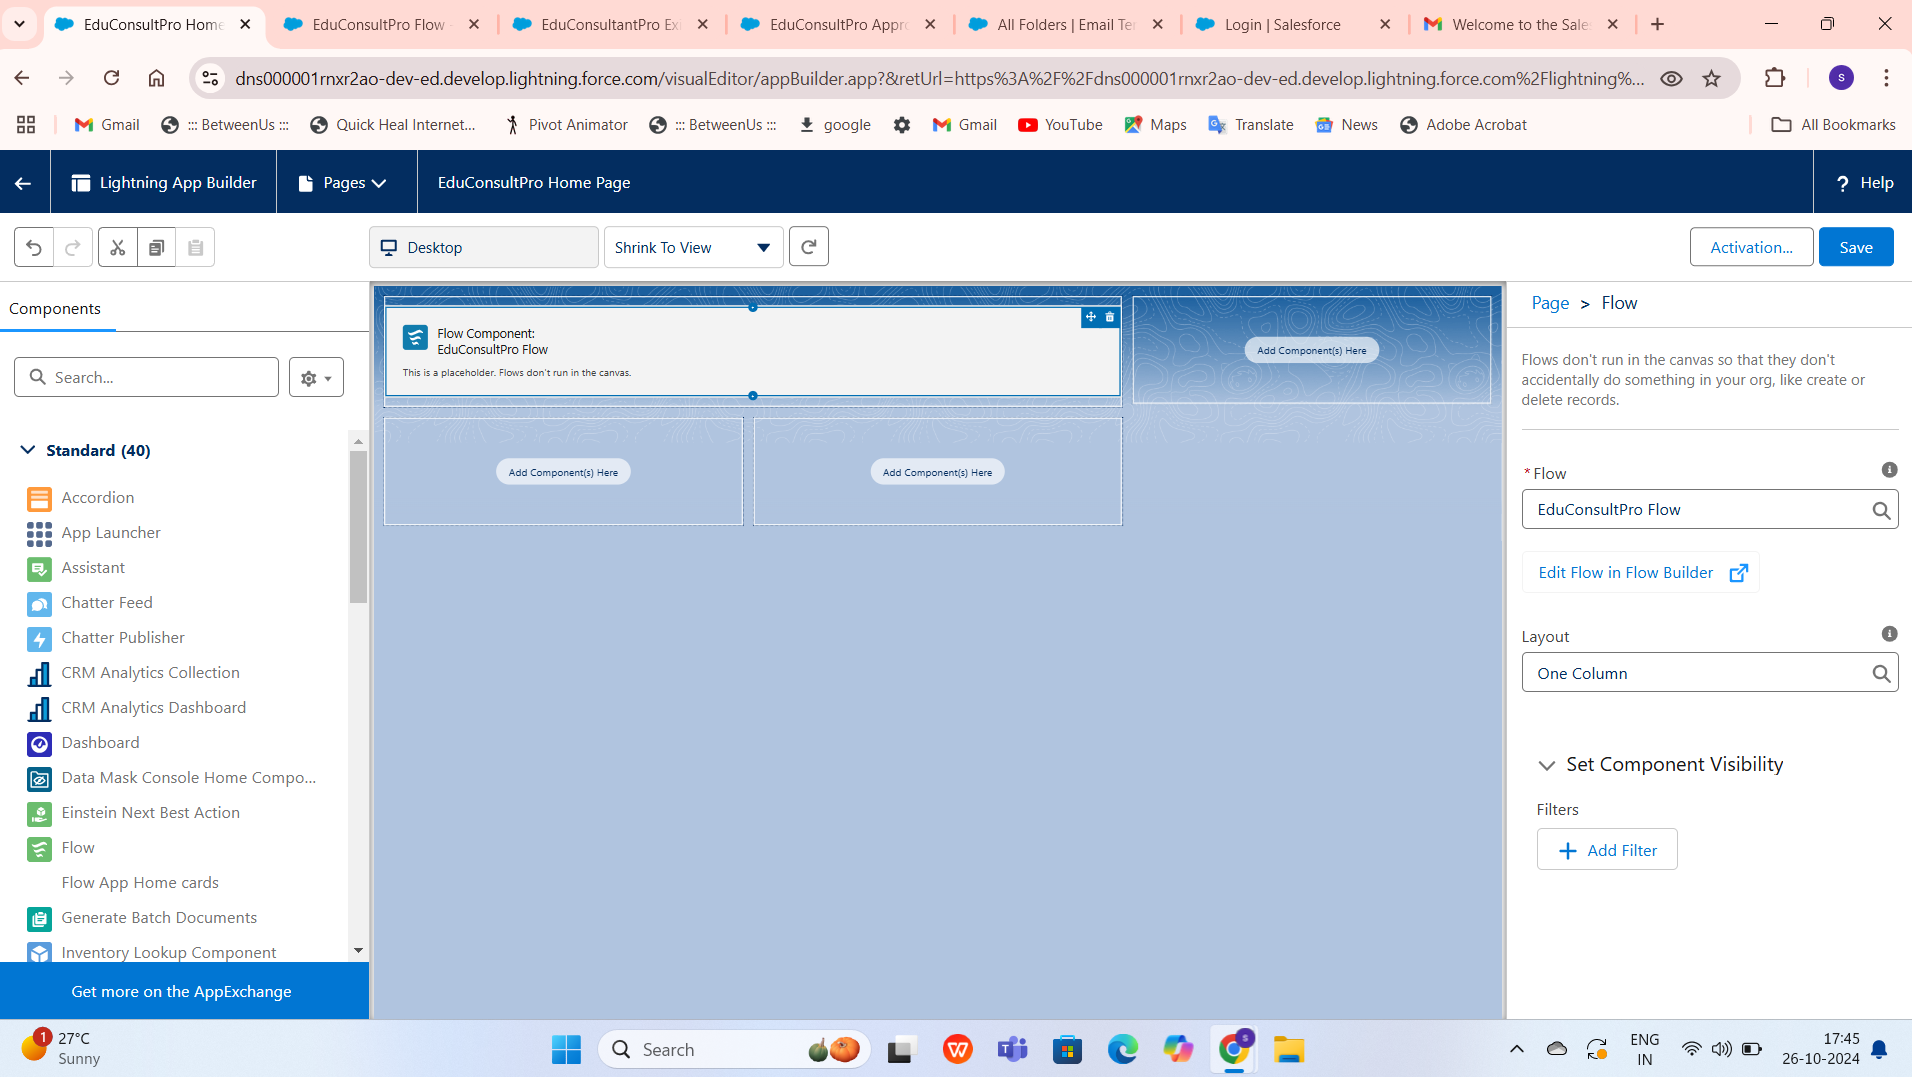 EduConsultPro Home
EduConsultPro Flow
EduConsultantPro Exi
EduConsultPro Appro
All Folders | Email Te
Login | Salesforce
Welcome to the Sale
dns000001rnxr2ao-dev-ed.develop.lightning.force.com/visualEditor/appBuilder.app?&retUrl=https%3A%2F%2Fdns000001rnxr2ao-dev-ed.develop.lightning.force.com%2Flightning%...
S
Gmail
::: BetweenUs :::
Quick Heal Internet...
Pivot Animator
::: BetweenUs :::
google
Gmail
YouTube
Maps
Translate
News
Adobe Acrobat
All Bookmarks
Lightning App Builder
Pages
EduConsultPro Home Page
? Help
Desktop
Shrink To View
Activation...
Save
Components
Search...
Standard (40)
Accordion
App Launcher
Assistant
Chatter Feed
Chatter Publisher
CRM Analytics Collection
CRM Analytics Dashboard
Dashboard
Data Mask Console Home Compo...
Einstein Next Best Action
Flow
Flow App Home cards
Generate Batch Documents
Inventory Lookup Component
Get more on the AppExchange
Flow Component:
EduConsultPro Flow
This is a placeholder. Flows don't run in the canvas.
Add Component(s) Here
Add Component(s) Here
Add Component(s) Here
Page > Flow
Flows don't run in the canvas so that they don't
accidentally do something in your org, like create or
delete records.
* Flow
EduConsultPro Flow
Edit Flow in Flow Builder
Layout
One Column
Set Component Visibility
Filters
Add Filter
1
27°C
Sunny
Search
ENG
IN
17:45
26-10-2024